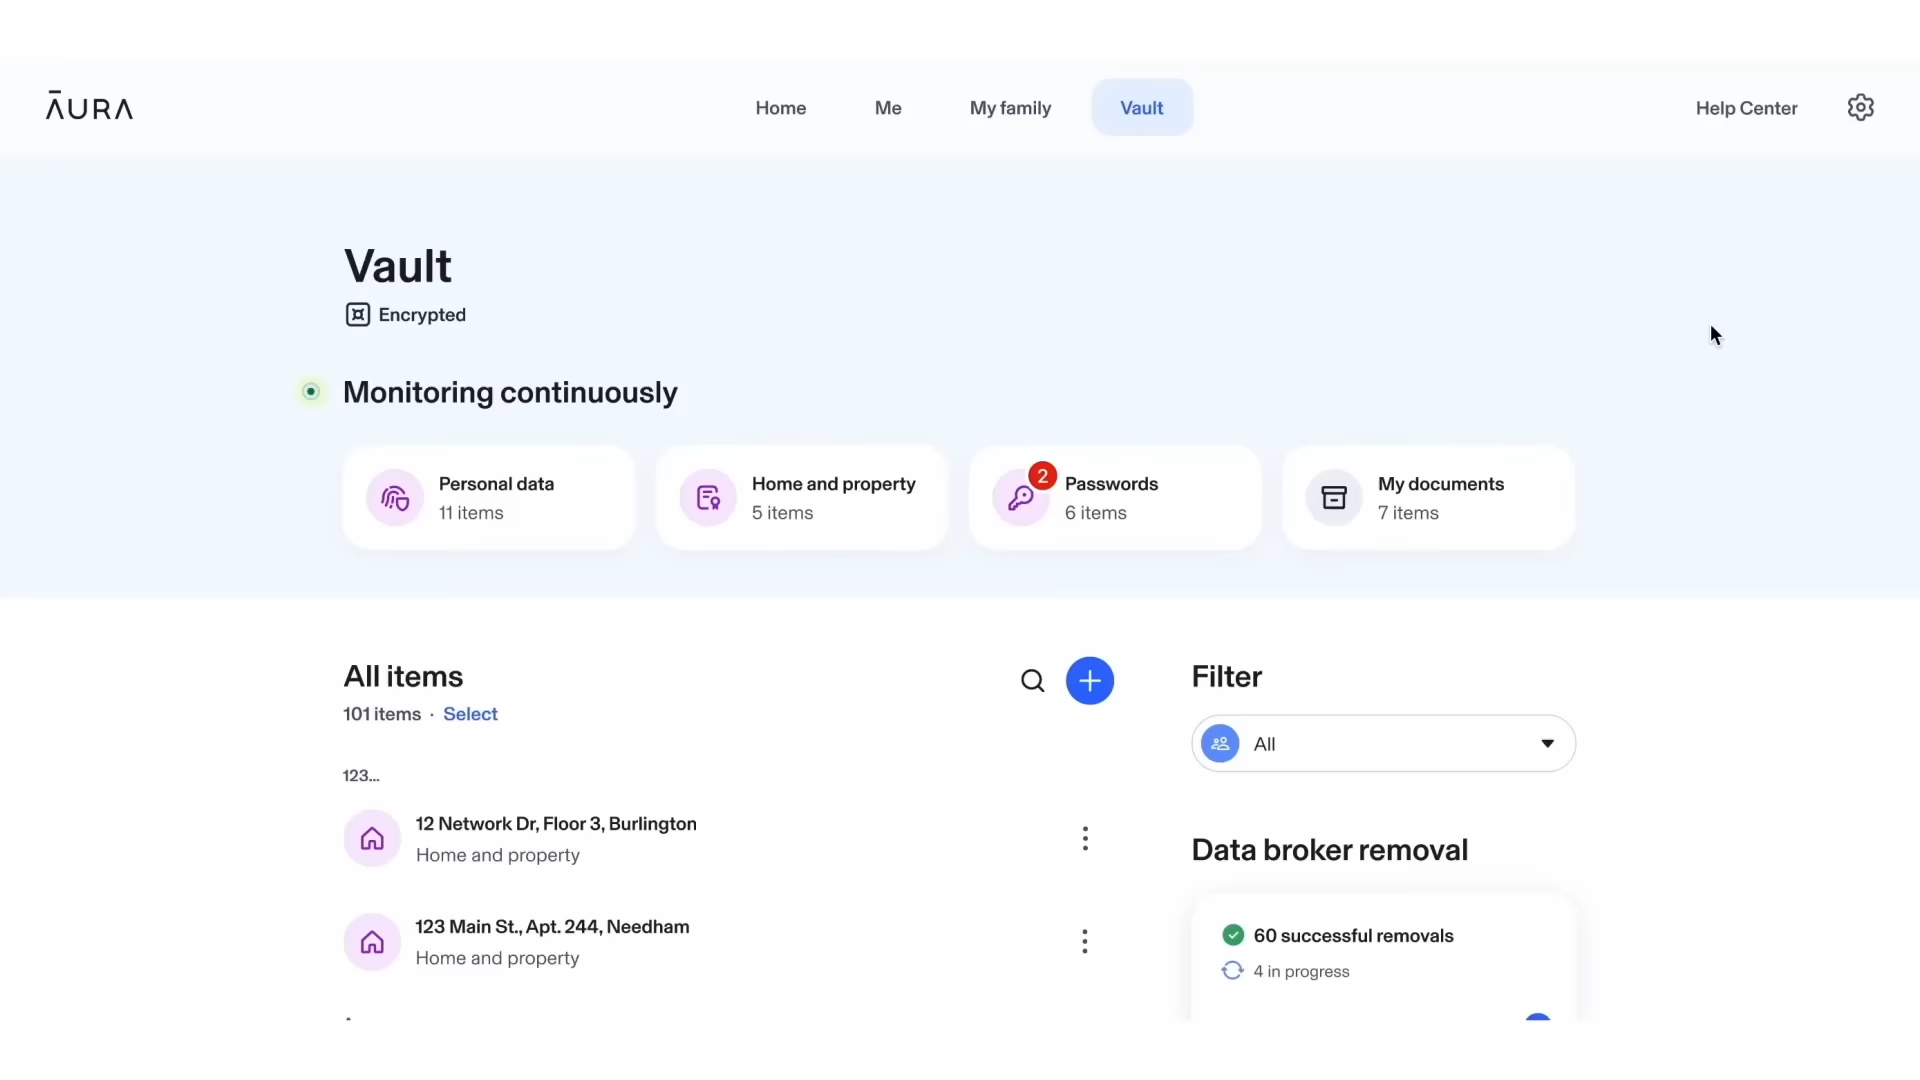 ĀURA
Home
Me
My family
Vault
Help Center
Vault
Encrypted
Monitoring continuously
Personal data
11 items
Home and property
5 items
2
Passwords
6 items
My documents
7 items
All items
101 items · Select
123...
12 Network Dr, Floor 3, Burlington
Home and property
123 Main St., Apt. 244, Needham
Home and property
Filter
All
Data broker removal
60 successful removals
4 in progress